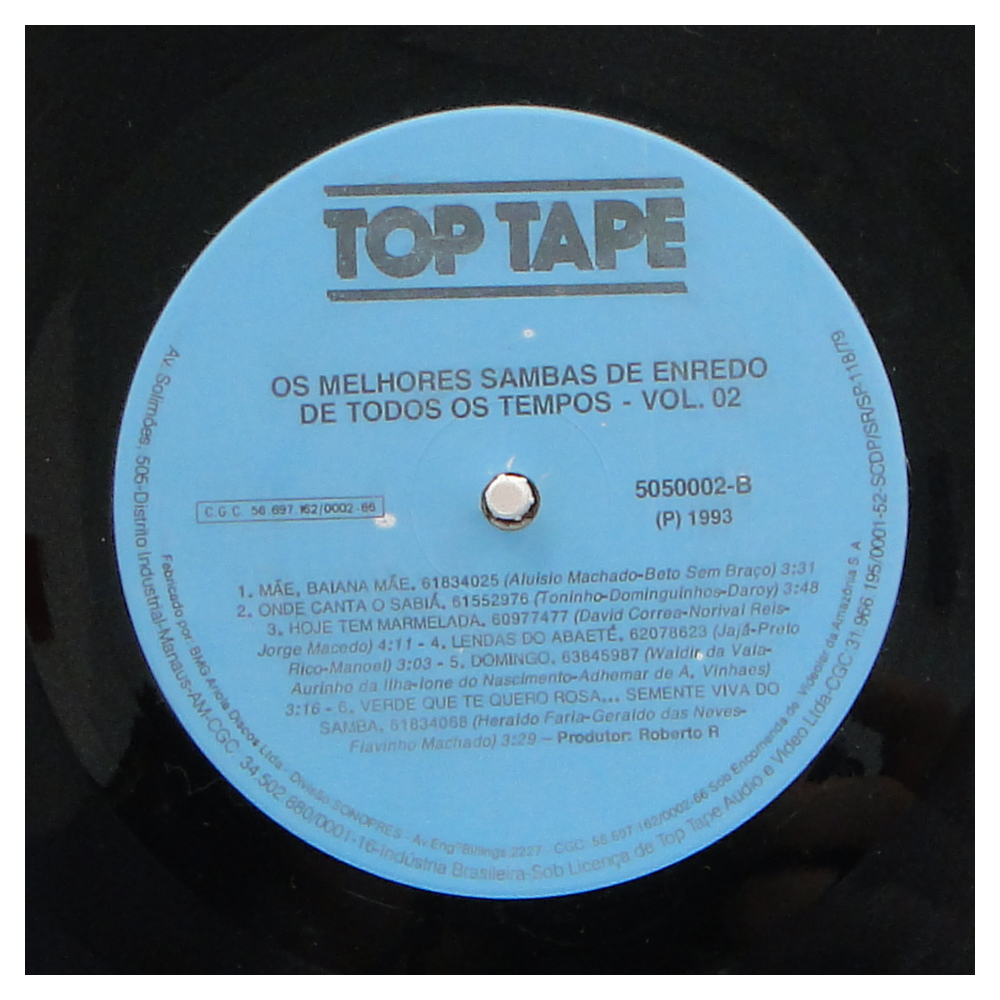 TOP TAPE
OS MELHORES SAMBAS DE ENREDO
DE TODOS OS TEMPOS - VOL. 02
C.G.C. 56.697.162/0002-66
5050002-B
(P) 1993
1. MÃE, BAIANA MÃE, 61834025 (Aluisio Machado-Beto Sem Braço) 3:31
2. ONDE CANTA O SABIÁ, 61552976 (Toninho-Dominguinhos-Daroy) 3:48
3. HOJE TEM MARMELADA, 60977477 (David Correa-Norival Reis-
Jorge Macedo) 4:11 - 4. LENDAS DO ABAETÉ, 62078623 (Jajá-Preto
Rico-Manoel) 3:03 - 5. DOMINGO, 63845987 (Waldir da Vala-
Aurinho da Ilha-Ione do Nascimento-Adhemar de A. Vinhaes)
3:16 - 6. VERDE QUE TE QUERO ROSA... SEMENTE VIVA DO
SAMBA, 61834068 (Heraldo Faria-Geraldo das Neves-
Flavinho Machado) 3:29 - Produtor: Roberto R
Fabricado por: BMG Ariola Discos Ltda - Divisão SONOPRES - Av. Engº Billings 2227 - CGC. 56.697.162/0002-66 Sob Encomenda de Videolar da Amazônia S. A
Av. Solimões, 505-Distrito Industrial-Manaus-AM-CGC. 34.502.880/0001-16-Indústria Brasileira-Sob Licença de Top Tape Audio e Vídeo Ltda-CGC:31.966.195/0001-52-SCDP/SR/SP-118/79